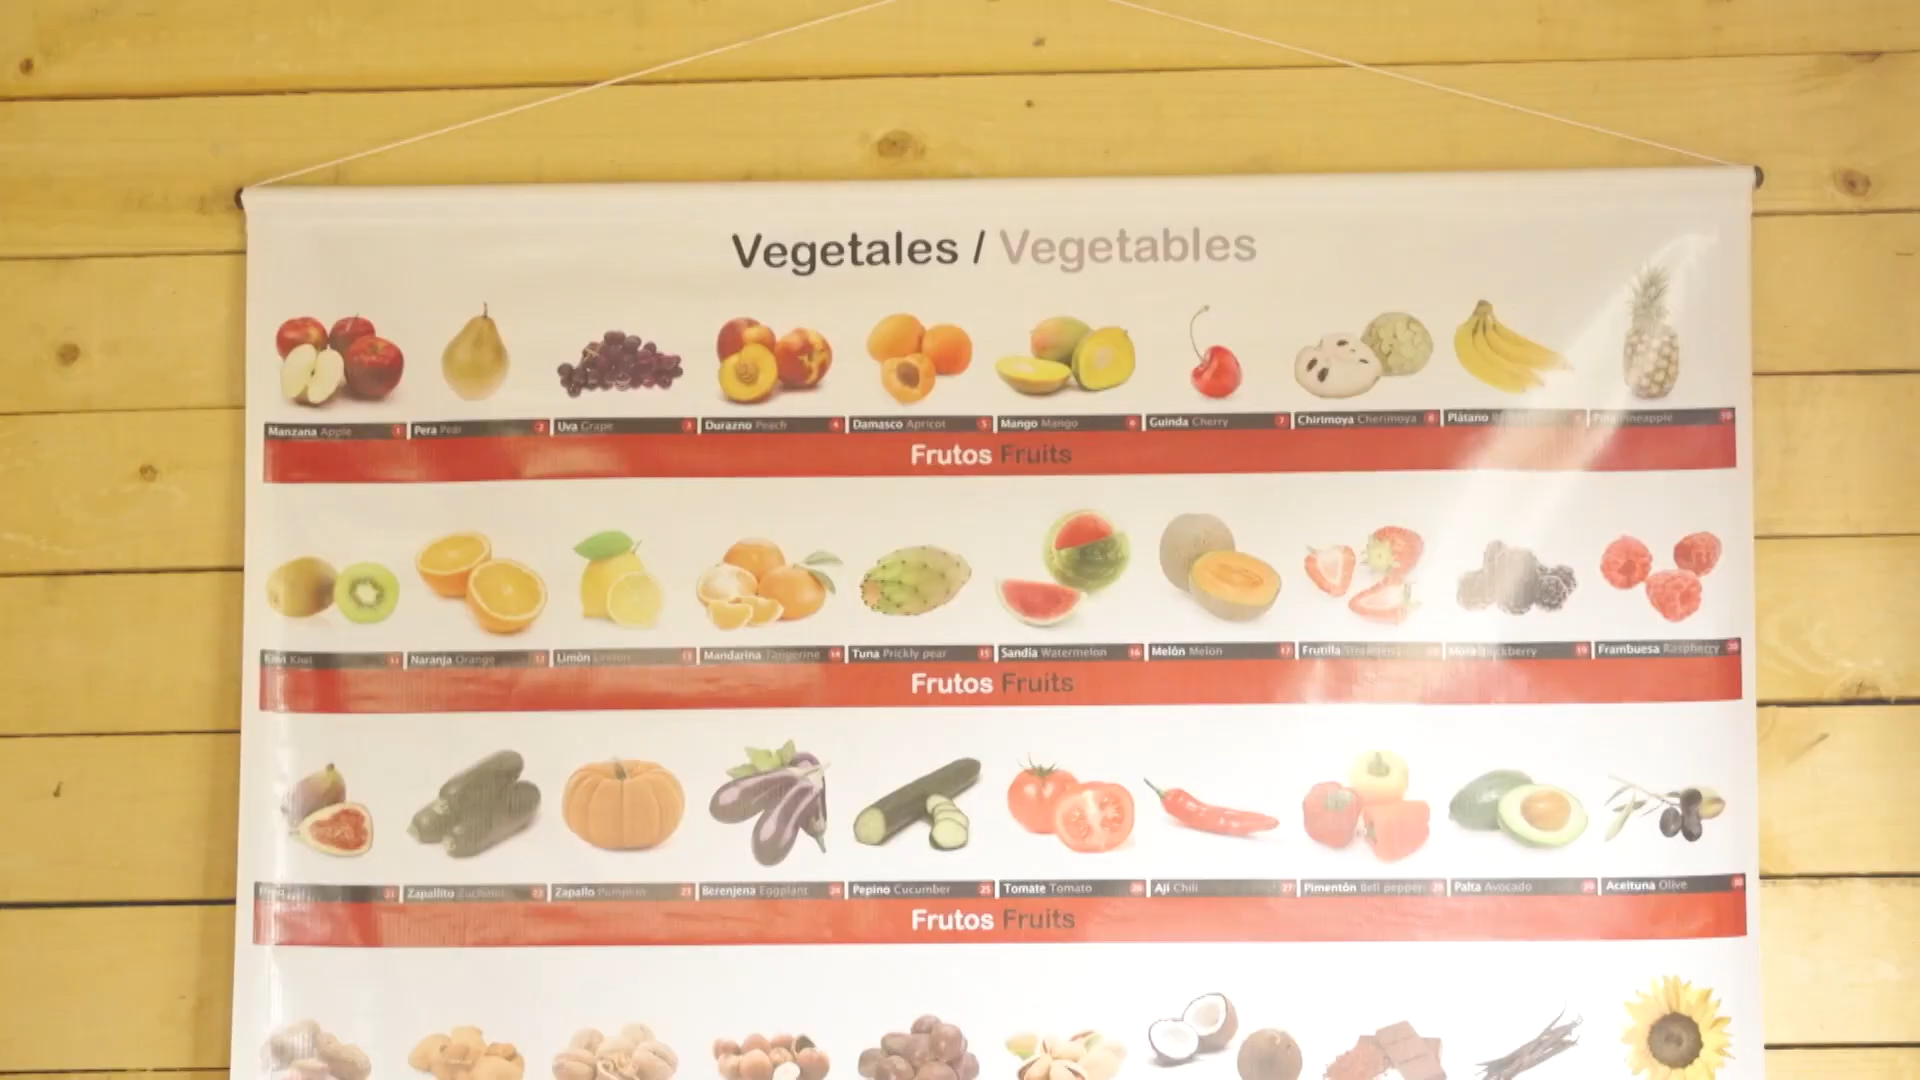 Vegetales / Vegetables
Manzana Apple 1 Pera Pear 2 Uva Grape 3 Durazno Peach 4 Damasco Apricot 5 Mango Mango 6 Guinda Cherry 7 Chirimoya Cherimoya 8 Plátano Piña Pineapple 10
Frutos Fruits
Kiwi Kiwi 11 Naranja Orange 12 Limón Lemon 13 Mandarina Tangerine 14 Tuna Prickly pear 15 Sandía Watermelon 16 Melón Melon 17 Frutilla Strawberry 18 Mora Blackberry 19 Frambuesa Raspberry 20
Frutos Fruits
21 Zapallito Zucchini 22 Zapallo Pumpkin 23 Berenjena Eggplant 24 Pepino Cucumber 25 Tomate Tomato 26 Ají Chili 27 Pimentón Bell pepper 28 Palta Avocado 29 Aceituna Olive 30
Frutos Fruits